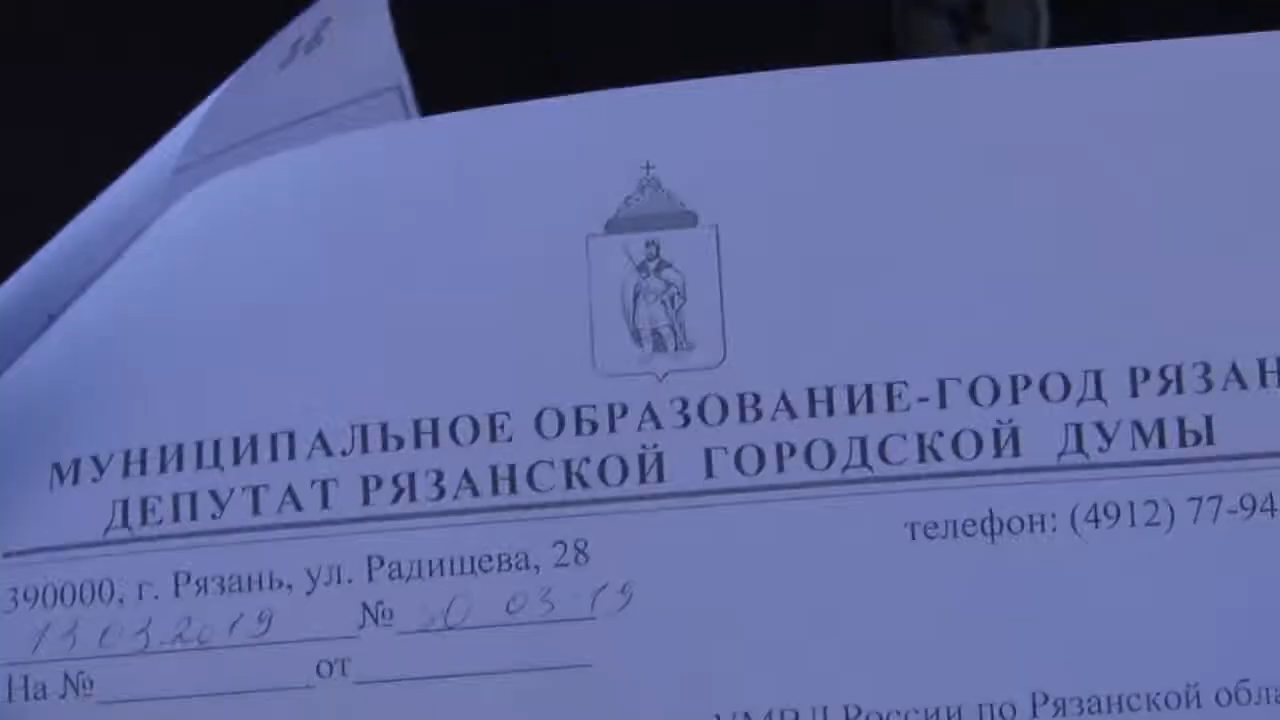 МУНИЦИПАЛЬНОЕ ОБРАЗОВАНИЕ-ГОРОД РЯЗАН
ДЕПУТАТ РЯЗАНСКОЙ ГОРОДСКОЙ ДУМЫ
телефон: (4912) 77-94
390000, г. Рязань, ул. Радищева, 28
13.03.2019 № 03 19
На № от
УМВД России по Рязанской обла